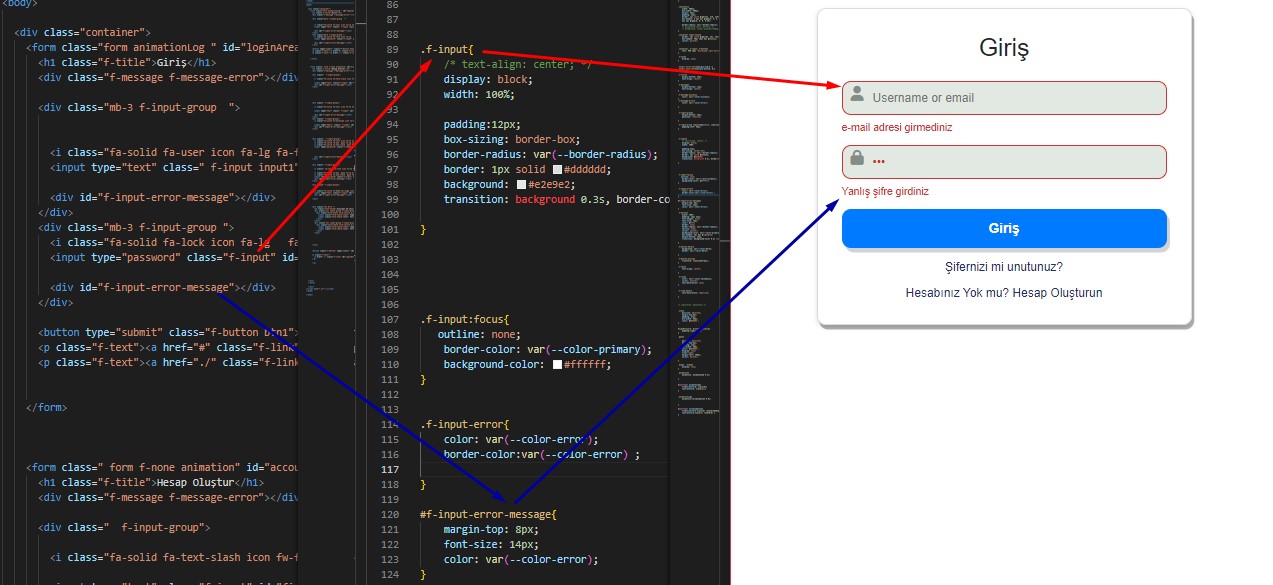 <body>
<div class="container">
<form class="form animationLog " id="loginArea
<h1 class="f-title">Giriş</h1>
<div class="f-message f-message-error"></div
<div class="mb-3 f-input-group  ">
<i class="fa-solid fa-user icon fa-lg fa-f
<input type="text" class=" f-input input1"
<div id="f-input-error-message"></div>
</div>
<div class="mb-3 f-input-group ">
<i class="fa-solid fa-lock icon fa-lg   fa
<input type="password" class="f-input" id=
<div id="f-input-error-message"></div>
</div>
<button type="submit" class="f-button btn1">
<p class="f-text"><a href="#" class="f-link
<p class="f-text"><a href="./" class="f-link
</form>
<form class=" form f-none animation" id="accou
<h1 class="f-title">Hesap Oluştur</h1>
<div class="f-message f-message-error"></div
<div class="  f-input-group">
<i class="fa-solid fa-text-slash icon fw-f
86
87
88
89 .f-input{
90 /* text-align: center; */
91 display: block;
92 width: 100%;
93
94 padding:12px;
95 box-sizing: border-box;
96 border-radius: var(--border-radius);
97 border: 1px solid #dddddd;
98 background: #e2e9e2;
99 transition: background 0.3s, border-co
100
101 }
102
103
104
105
106
107 .f-input:focus{
108 outline: none;
109 border-color: var(--color-primary);
110 background-color: #ffffff;
111 }
112
113
114 .f-input-error{
115 color: var(--color-error);
116 border-color:var(--color-error) ;
117
118 }
119
120 #f-input-error-message{
121 margin-top: 8px;
122 font-size: 14px;
123 color: var(--color-error);
124 }
Giriş
Username or email
e-mail adresi girmediniz
•••
Yanlış şifre girdiniz
Giriş
Şifernizi mi unutunuz?
Hesabınız Yok mu? Hesap Oluşturun